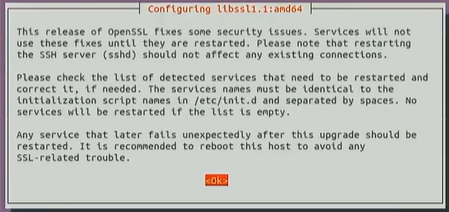 Configuring libssl1.1:amd64
This release of OpenSSL fixes some security issues. Services will not
use these fixes until they are restarted. Please note that restarting
the SSH server (sshd) should not affect any existing connections.
Please check the list of detected services that need to be restarted and
correct it, if needed. The services names must be identical to the
initialization script names in /etc/init.d and separated by spaces. No
services will be restarted if the list is empty.
Any service that later fails unexpectedly after this upgrade should be
restarted. It is recommended to reboot this host to avoid any
SSL-related trouble.
<Ok>